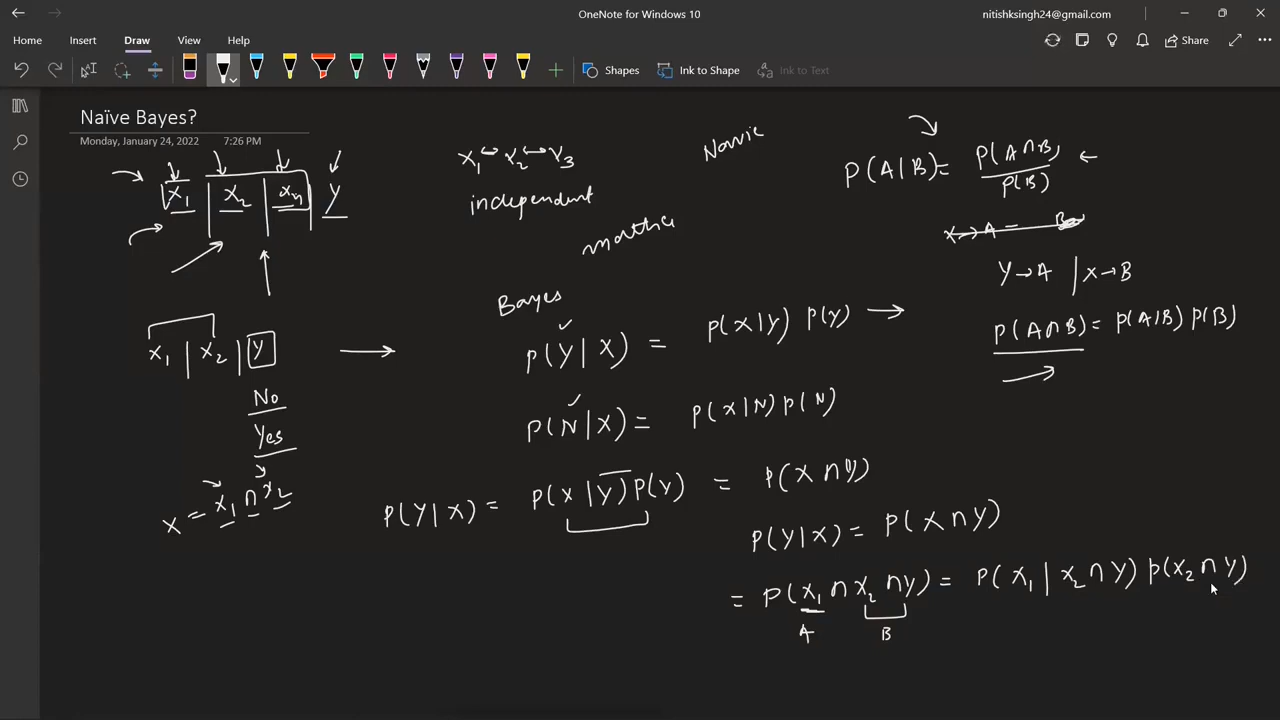 OneNote for Windows 10
nitishksingh24@gmail.com
Home Insert Draw View Help
Share
Shapes
Ink to Shape
Ink to Text
Naïve Bayes?
Monday, January 24, 2022 7:26 PM
x₁ | x₂ | xn | Y
x₁ ↔ x₂ ↔ x₃
independent
P(A|B) = P(A∩B) / P(B)
Y→A | X→B
P(A∩B) = P(A|B) P(B)
Bayes
P(Y|X) = P(X|Y) P(Y) →
x₁ | x₂ | Y →
No
Yes
P(N|X) = P(X|N) P(N)
X = x₁ ∩ x₂
P(Y|X) = P(X|Y) P(Y) = P(X∩Y)
P(Y|X) = P(X∩Y)
= P(x₁ ∩ x₂ ∩ y) = P(x₁ | x₂ ∩ Y) P(x₂ ∩ Y)
A B